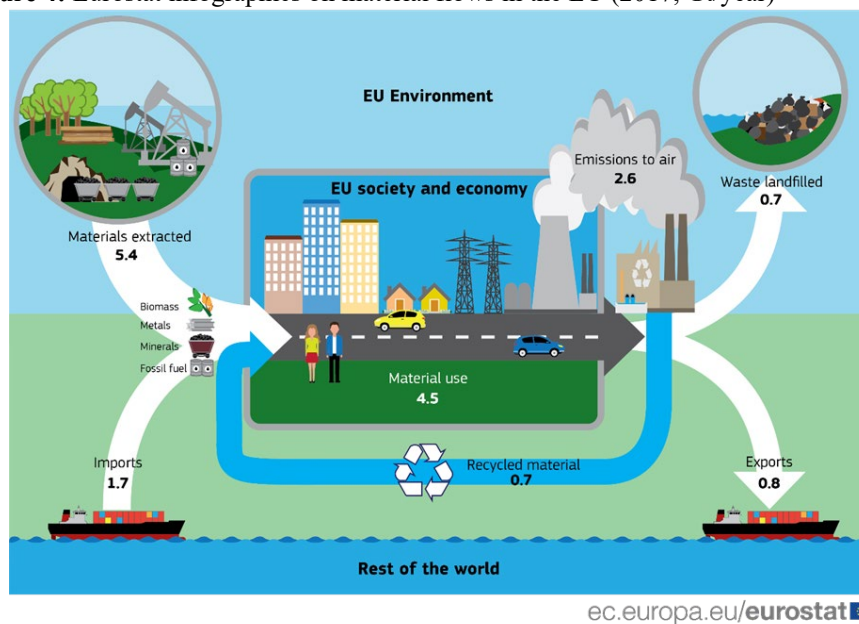 EU Environment
Emissions to air
2.6
Waste landfilled
0.7
EU society and economy
Materials extracted
5.4
Biomass
Metals
Minerals
Fossil fuel
Material use
4.5
Imports
1.7
Recycled material
0.7
Exports
0.8
Rest of the world
ec.europa.eu/eurostat